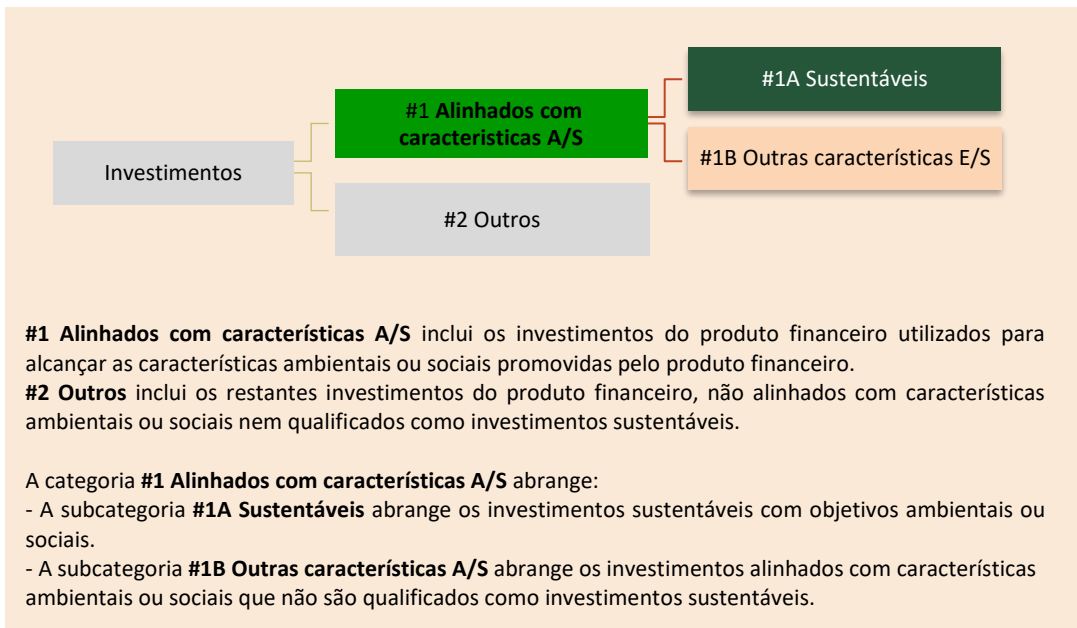 #1A Sustentáveis
#1 Alinhados com
caracteristicas A/S
#1B Outras características E/S
Investimentos
#2 Outros
#1 Alinhados com características A/S inclui os investimentos do produto financeiro utilizados para
alcançar as características ambientais ou sociais promovidas pelo produto financeiro.
#2 Outros inclui os restantes investimentos do produto financeiro, não alinhados com características
ambientais ou sociais nem qualificados como investimentos sustentáveis.
A categoria #1 Alinhados com características A/S abrange:
- A subcategoria #1A Sustentáveis abrange os investimentos sustentáveis com objetivos ambientais ou
sociais.
- A subcategoria #1B Outras características A/S abrange os investimentos alinhados com características
ambientais ou sociais que não são qualificados como investimentos sustentáveis.